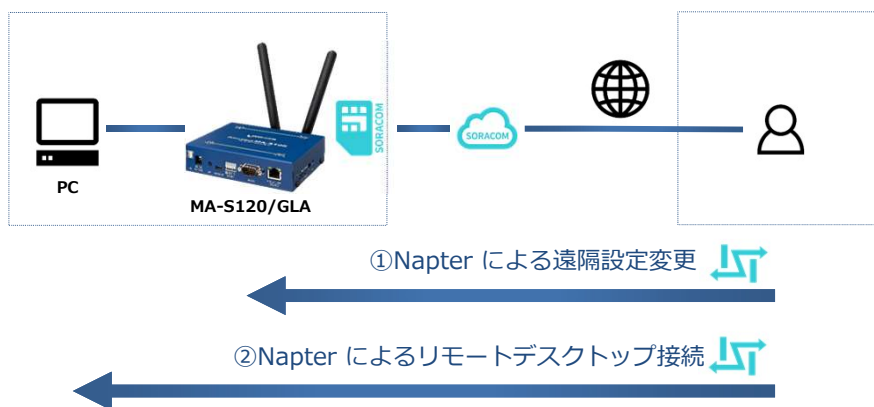 SORACOM
SORACOM
PC
MA-S120/GLA
①Napter による遠隔設定変更
②Napter によるリモートデスクトップ接続